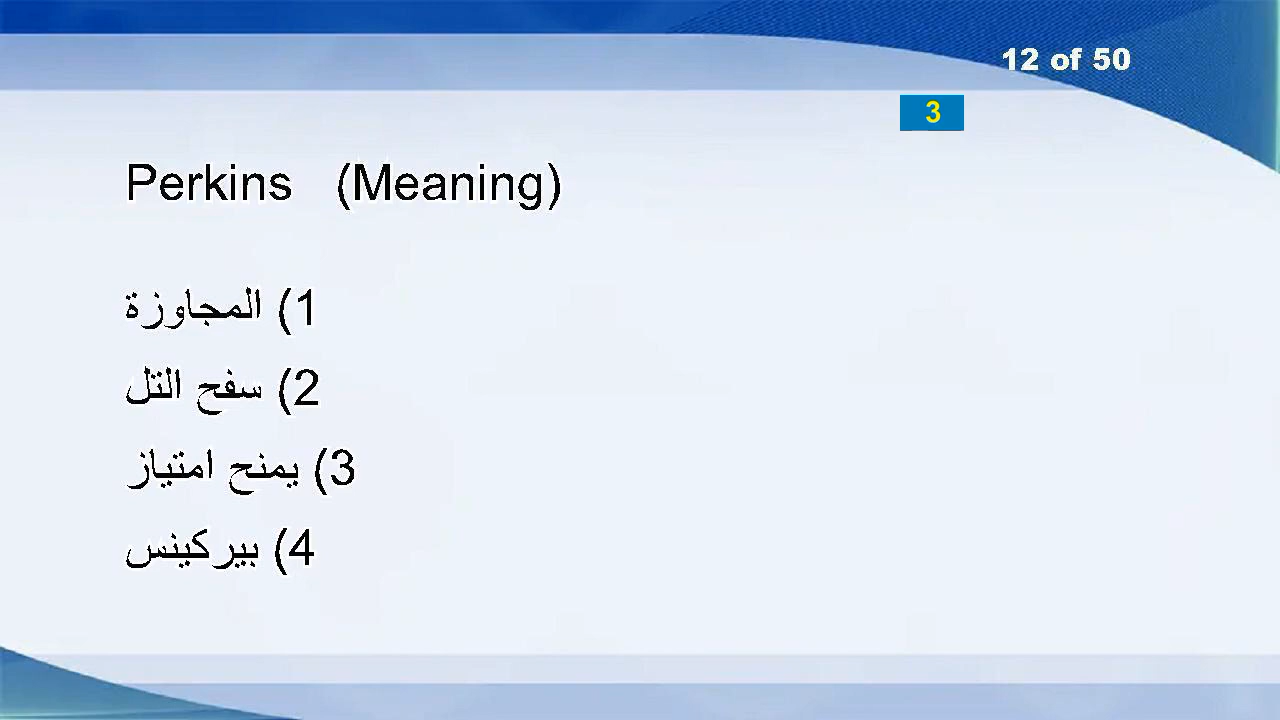 12 of 50
3
Perkins (Meaning)
1) المجاوزة
2) سفح التل
3) يمنح امتياز
4) بيركينس